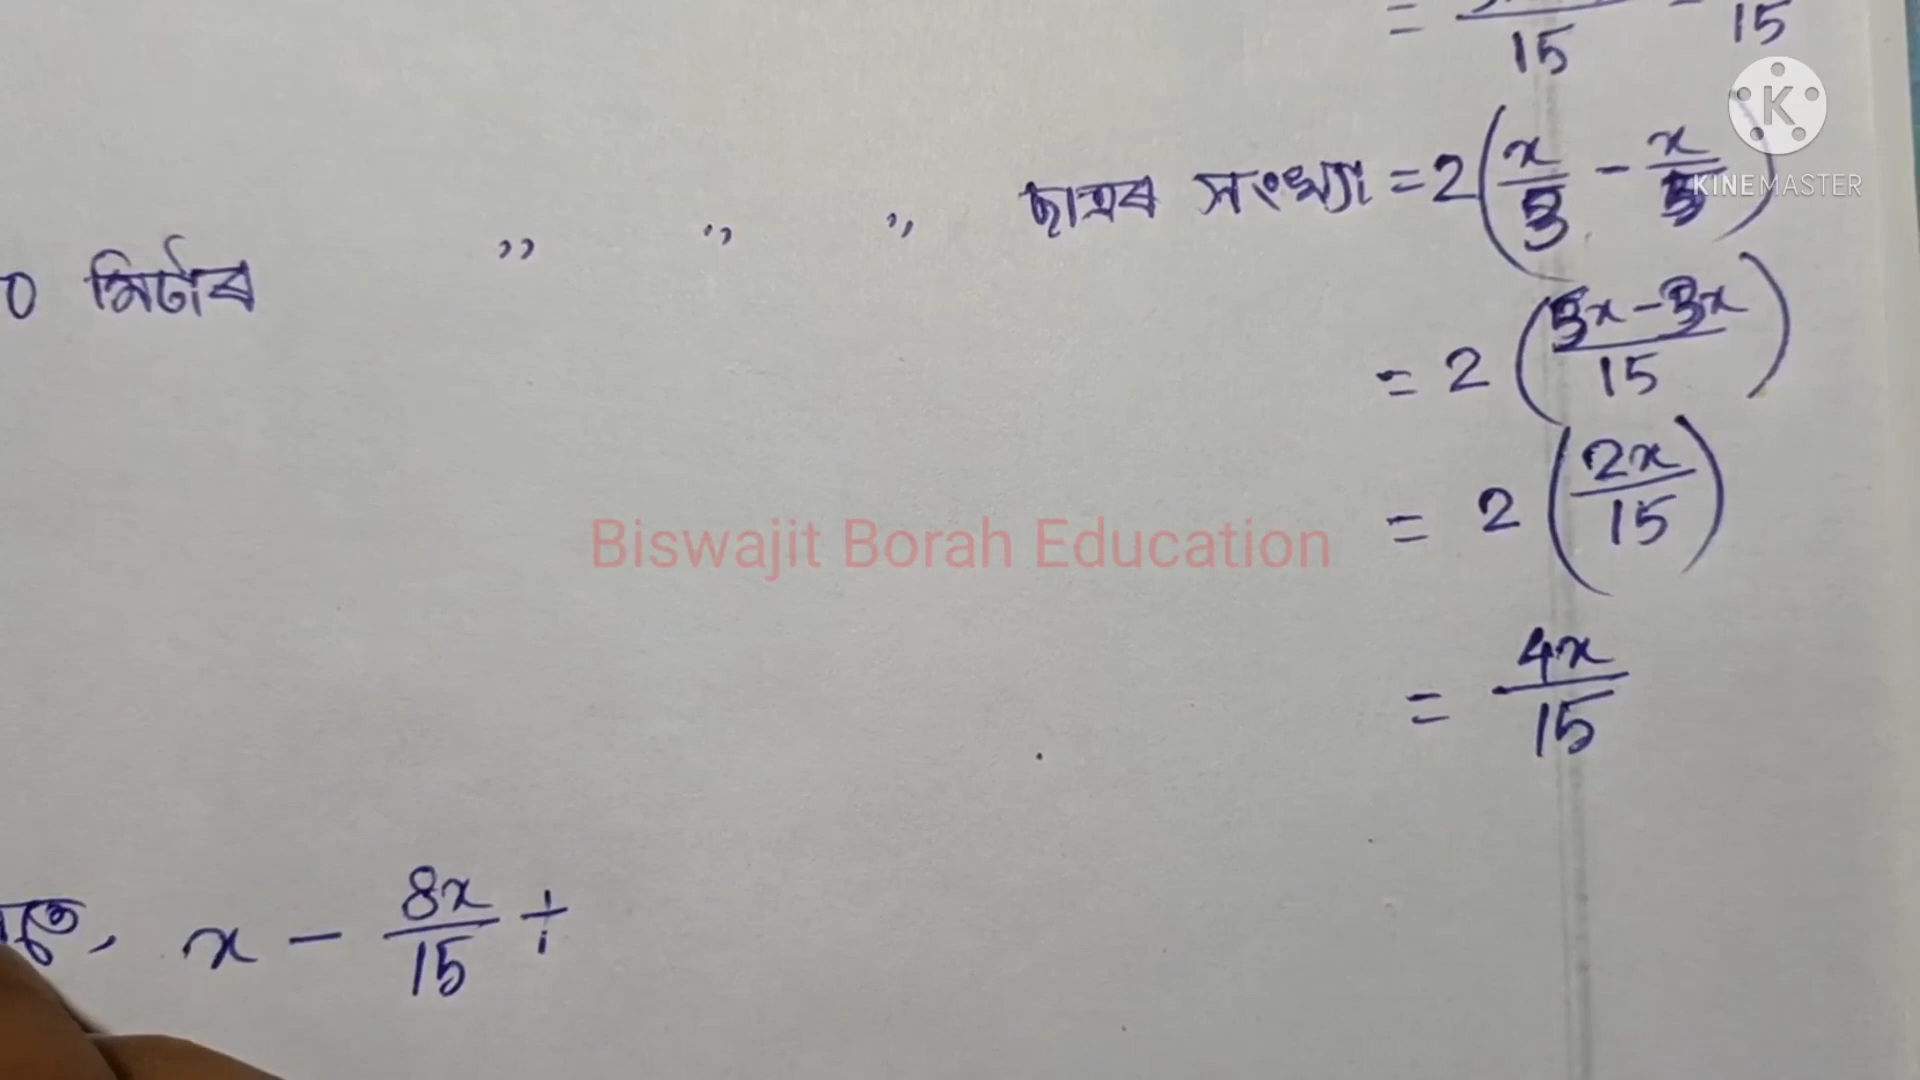 15 15
K
KINEMASTER
,, ,, ,, ছাত্ৰৰ সংখ্যা = 2(x/3 - x/5)
0 মিটাৰ
= 2(5x-3x/15)
= 2(2x/15)
Biswajit Borah Education
= 4x/15
x - 8x/15 +